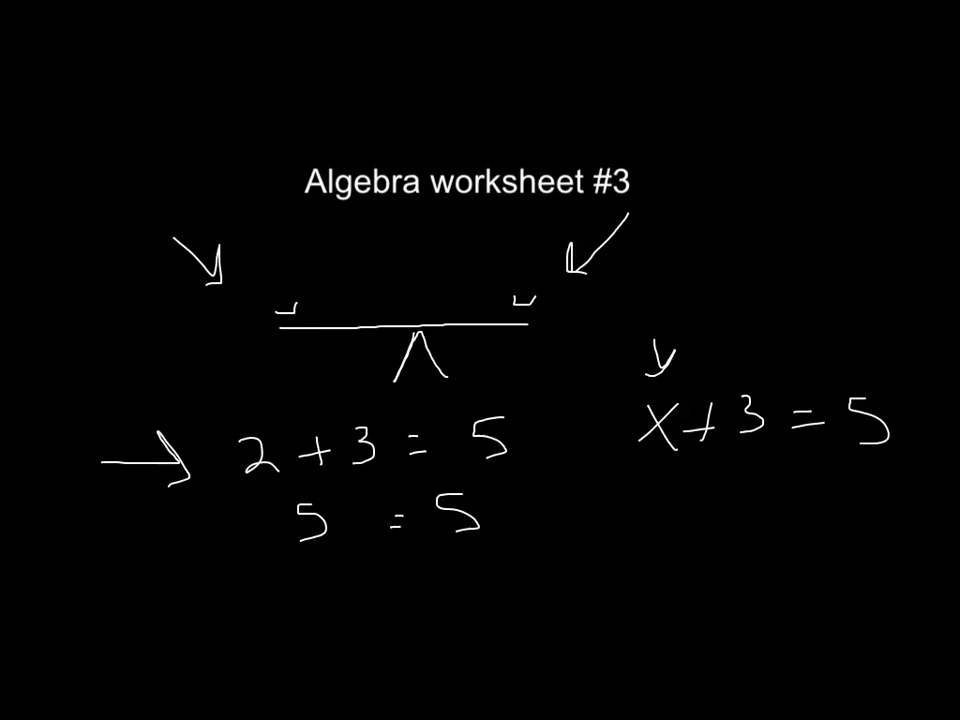 Algebra worksheet #3
x + 3 = 5
2 + 3 = 5
5 = 5